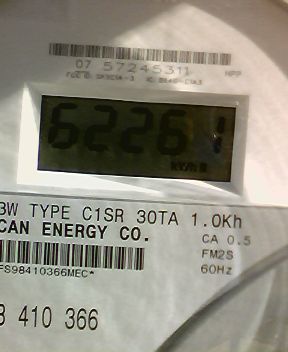 07 57245311 NPP
62261
kWh
3W TYPE C1SR 30TA 1.0Kh
CAN ENERGY CO.
CA 0.5
FM2S
60Hz
FS98410366MEC*
410 366